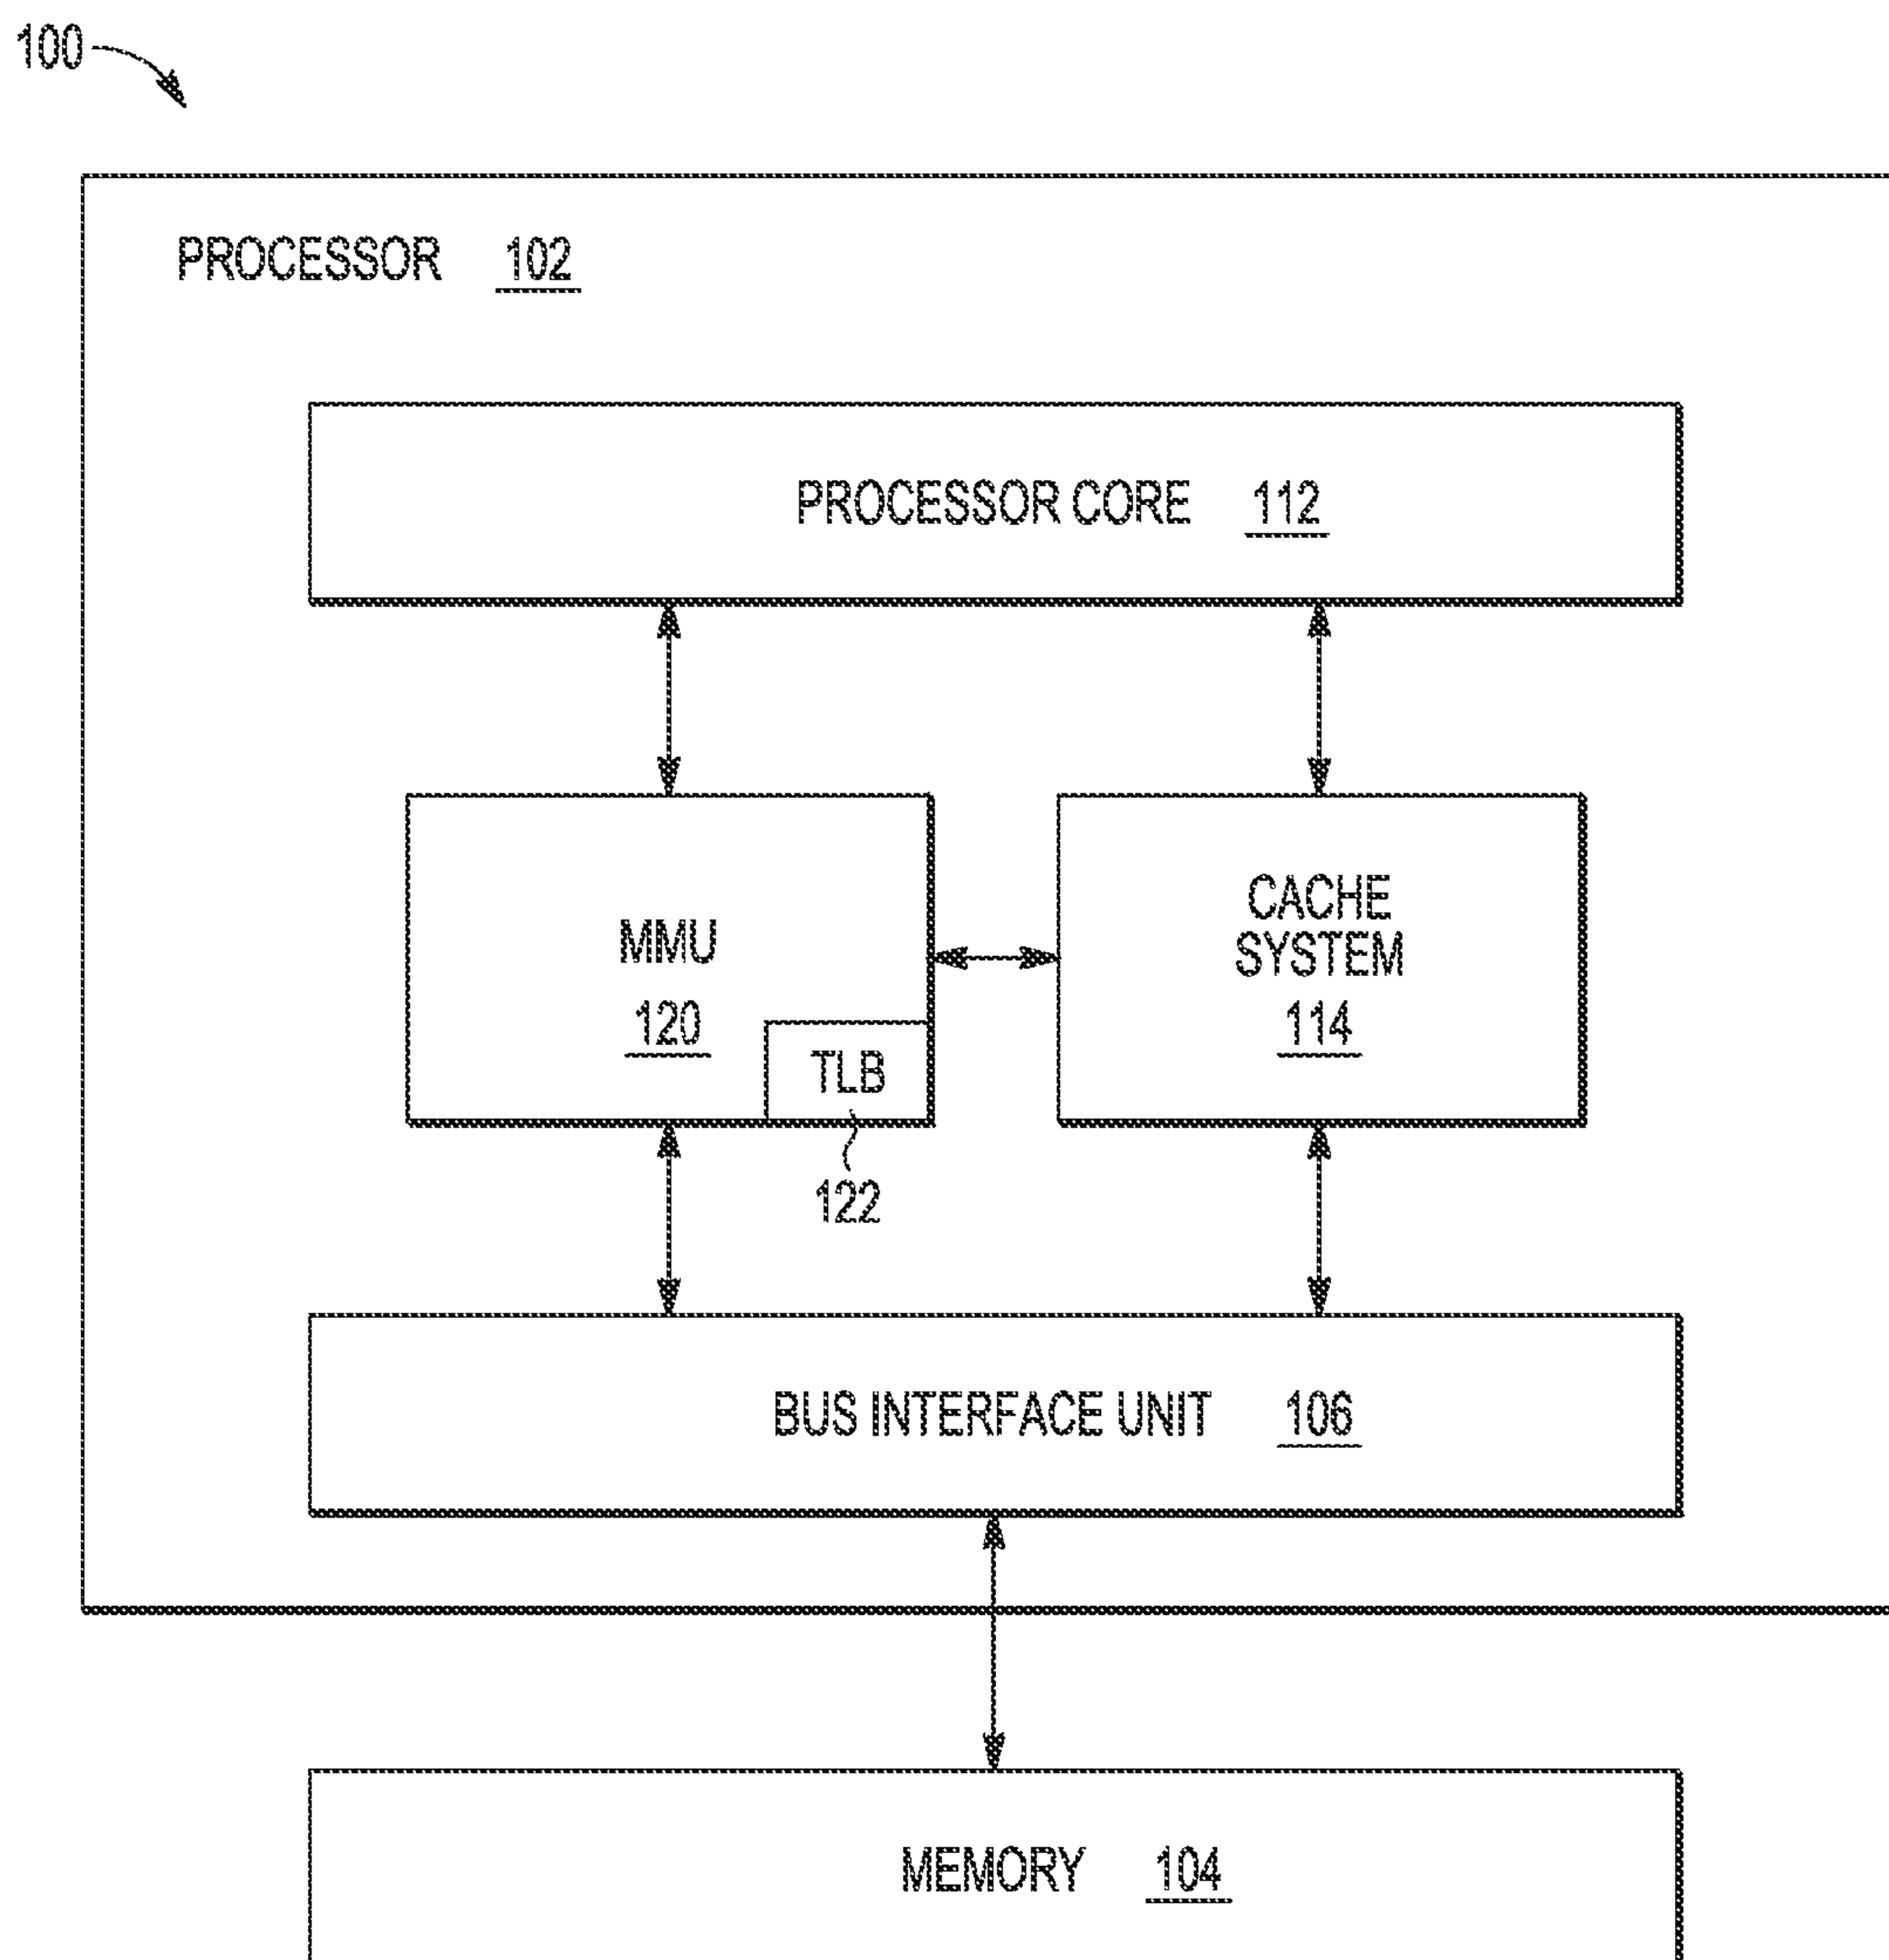 100
PROCESSOR 102
PROCESSOR CORE 112
MMU
120
TLB
122
CACHE
SYSTEM
114
BUS INTERFACE UNIT 106
MEMORY 104